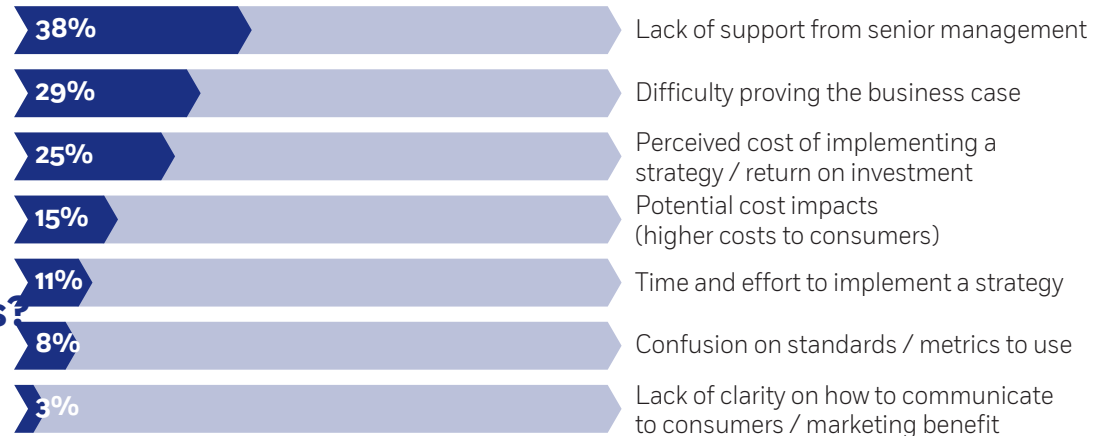 38%
Lack of support from senior management
29%
Difficulty proving the business case
25%
Perceived cost of implementing a
strategy / return on investment
15%
Potential cost impacts
(higher costs to consumers)
11%
Time and effort to implement a strategy
s?
8%
Confusion on standards / metrics to use
3%
Lack of clarity on how to communicate
to consumers / marketing benefit